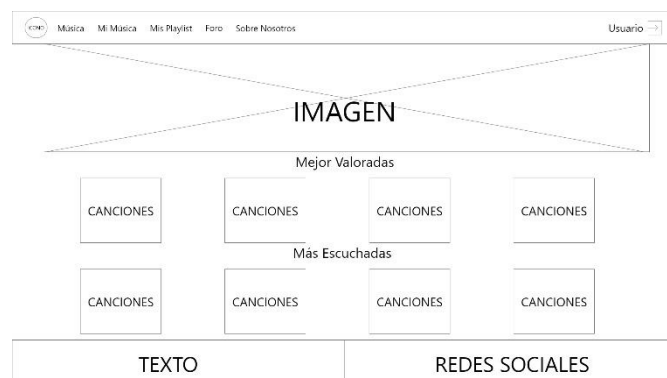 ICONO Música Mi Música Mis Playlist Foro Sobre Nosotros Usuario
IMAGEN
Mejor Valoradas
CANCIONES CANCIONES CANCIONES CANCIONES
Más Escuchadas
CANCIONES CANCIONES CANCIONES CANCIONES
TEXTO REDES SOCIALES